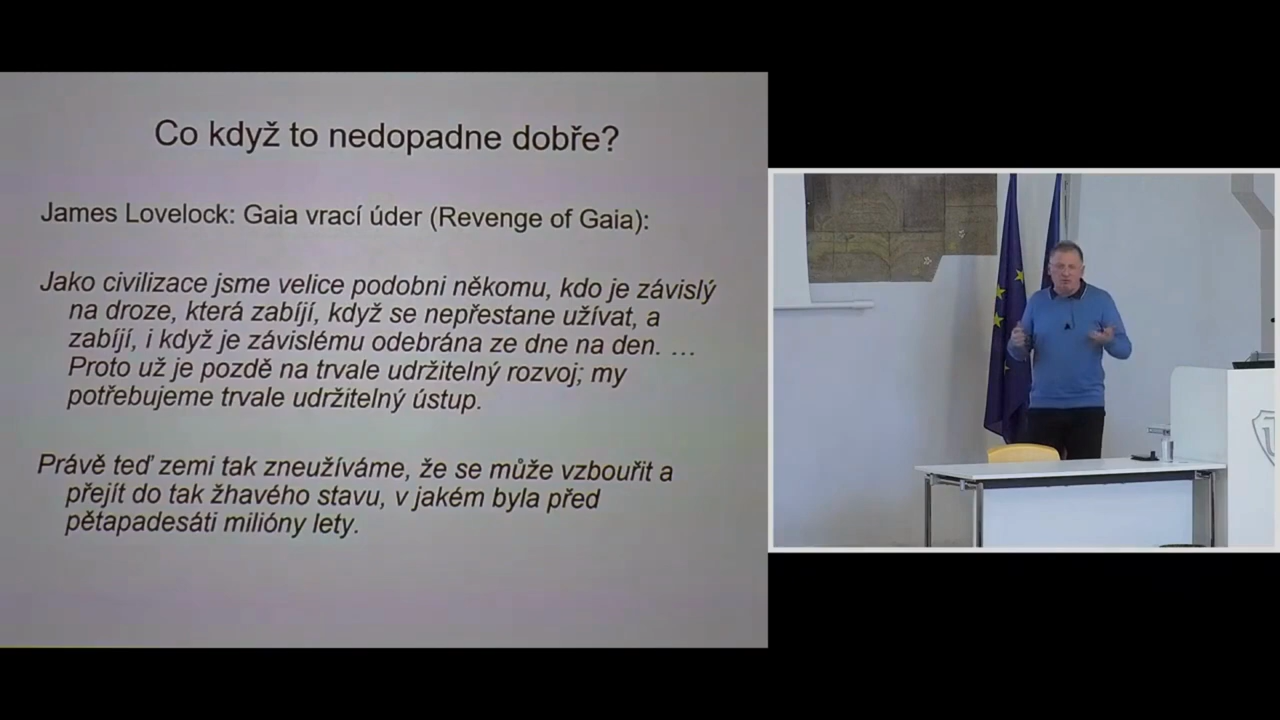 Co když to nedopadne dobře?
James Lovelock: Gaia vrací úder (Revenge of Gaia):
Jako civilizace jsme velice podobni někomu, kdo je závislý
na droze, která zabíjí, když se nepřestane užívat, a
zabíjí, i když je závislému odebrána ze dne na den. …
Proto už je pozdě na trvale udržitelný rozvoj; my
potřebujeme trvale udržitelný ústup.
Právě teď zemi tak zneužíváme, že se může vzbouřit a
přejít do tak žhavého stavu, v jakém byla před
pětapadesáti milióny lety.